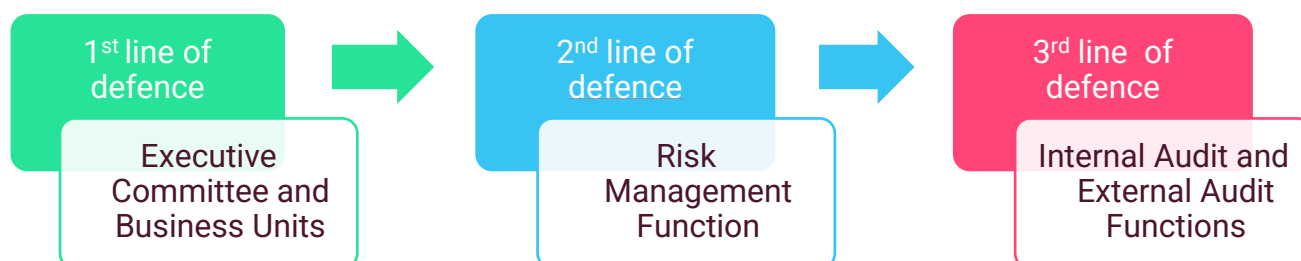 1st line of
defence
Executive
Committee and
Business Units
2nd line of
defence
Risk
Management
Function
3rd line of
defence
Internal Audit and
External Audit
Functions